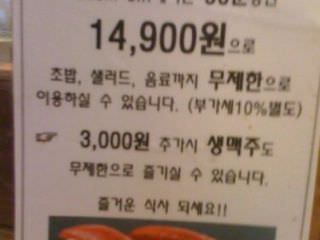 14,900원으로
초밥, 샐러드, 음료까지 무제한으로
이용하실 수 있습니다. (부가세10%별도)
☞ 3,000원 추가시 생맥주도
무제한으로 즐기실 수 있습니다.
즐거운 식사 되세요!!